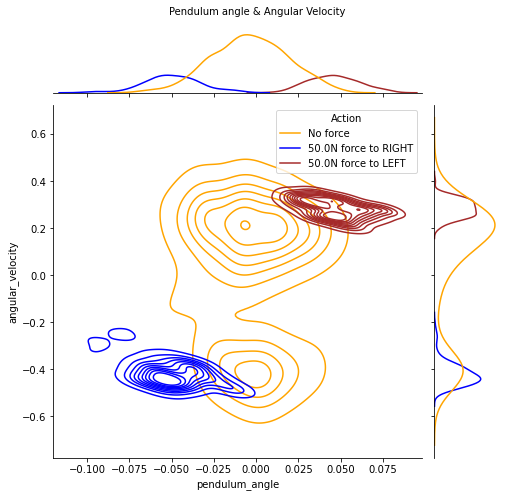 Pendulum angle & Angular Velocity
Action
No force
50.0N force to RIGHT
50.0N force to LEFT
0.6
0.4
0.2
0.0
−0.2
−0.4
−0.6
angular_velocity
−0.100 −0.075 −0.050 −0.025 0.000 0.025 0.050 0.075
pendulum_angle